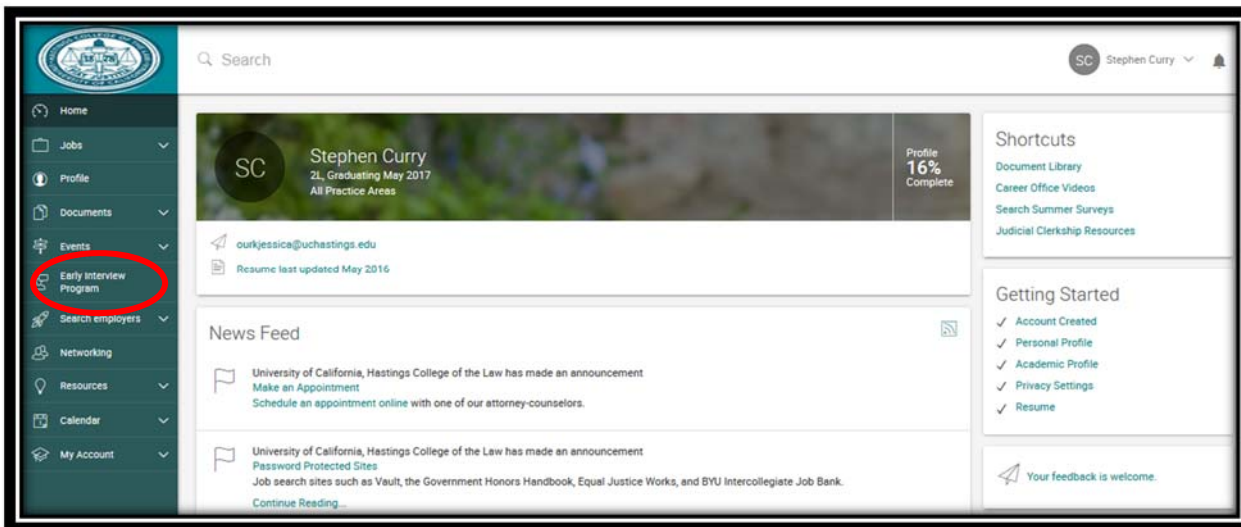 Search
SC
Stephen Curry
Home
Jobs
Profile
Documents
Events
Early Interview
Program
Search employers
Networking
Resources
Calendar
My Account
SC
Stephen Curry
2L, Graduating May 2017
All Practice Areas
Profile
16%
Complete
ourkjessica@uchastings.edu
Resume last updated May 2016
News Feed
University of California, Hastings College of the Law has made an announcement
Make an Appointment
Schedule an appointment online with one of our attorney-counselors.
University of California, Hastings College of the Law has made an announcement
Password Protected Sites
Job search sites such as Vault, the Government Honors Handbook, Equal Justice Works, and BYU Intercollegiate Job Bank.
Continue Reading...
Shortcuts
Document Library
Career Office Videos
Search Summer Surveys
Judicial Clerkship Resources
Getting Started
Account Created
Personal Profile
Academic Profile
Privacy Settings
Resume
Your feedback is welcome.